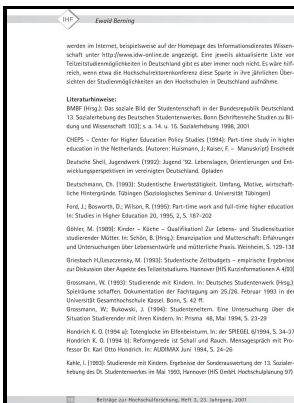 IHF Ewald Berning
werden im Internet, beispielsweise auf der Homepage des Informationsdienstes Wissen-
schaft unter http://www.idw-online.de angezeigt. Eine jeweils aktualisierte Liste von
Teilzeitstudienmöglichkeiten in Deutschland gibt es aber immer noch nicht. Es wäre hilf-
reich, wenn etwa die Hochschulrektorenkonferenz diese Sparte in ihre jährlichen Über-
sichten der Studienmöglichkeiten an den Hochschulen in Deutschland aufnähme.
Literaturhinweise:
BMBF (Hrsg.): Das soziale Bild der Studentenschaft in der Bundesrepublik Deutschland.
13. Sozialerhebung des Deutschen Studentenwerkes. Bonn (Schriftenreihe Studien zu Bil-
dung und Wissenschaft 103); s. a. 14. u. 15. Sozialerhebung 1998, 2001
CHEPS – Center for Higher Education Policy Studies (1994): Part-time study in higher
education in the Netherlands. (Autoren: Huismann, J; Kaiser, F. – Manuskript) Enschede
Deutsche Shell, Jugendwerk (1992): Jugend '92. Lebenslagen, Orientierungen und Ent-
wicklungsperspektiven im vereinigten Deutschland. Opladen
Deutschmann, Ch. (1993): Studentische Erwerbstätigkeit. Umfang, Motive, wirtschaft-
liche Hintergründe. Tübingen (Soziologisches Seminar d. Universität Tübingen)
Ford, J.; Bosworth, D.; Wilson, R. (1995): Part-time work and full-time higher education.
In: Studies in Higher Education 20, 1995, 2, S. 187-202
Göhler, M. (1989): Kinder – Küche – Qualifikation! Zur Lebens- und Studiensituation
studierender Mütter. In: Schön, B. (Hrsg.): Emanzipation und Mutterschaft: Erfahrungen
und Untersuchungen über Lebensentwürfe und mütterliche Praxis. Weinheim, S. 129-138
Griesbach H,/Leszczensky, M. (1993): Studentische Zeitbudgets – empirische Ergebnisse
zur Diskussion über Aspekte des Teilzeitstudiums. Hannover (HIS Kurzinformationen A 4/93)
Grossmann, W. (1993): Studierende mit Kindern. In: Deutsches Studentenwerk (Hrsg.):
Spielräume schaffen. Dokumentation der Fachtagung am 25./26. Februar 1993 in der
Universität Gesamthochschule Kassel. Bonn, S. 42 ff.
Grossmann, W; Bukowski, J. (1994): Studenteneltern. Eine Untersuchung über die
Situation Studierender mit ihren Kindern. In: Prisma 48, Mai 1994, S. 23-29
Hondrich K. O. (1994 a): Totenglocke im Elfenbeinturm. In: der SPIEGEL 6/1994, S. 34-37
Hondrich K. O. (1994 b): Reformgerede ist Schall und Rauch. Mensagespräch mit Pro-
fessor Dr. Karl Otto Hondrich. In: AUDIMAX Juni 1994, S. 24-26
Kahle, I. (1993): Studierende mit Kindern. Ergebnisse der Sonderauswertung der 13. Sozialer-
hebung des Dt. Studentenwerkes im Mai 1993, Hannover (HIS GmbH. Hochschulplanung 97)
Beiträge zur Hochschulforschung, Heft 3, 23. Jahrgang, 2001